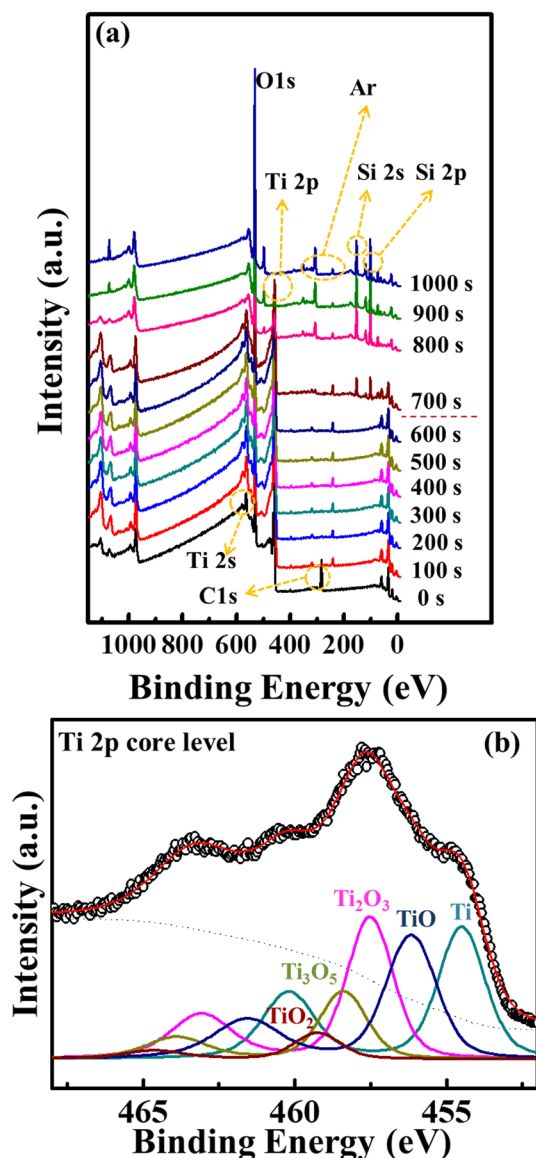 (a)
O1s
Ar
Ti 2p
Si 2s
Si 2p
1000 s
900 s
800 s
700 s
600 s
500 s
400 s
300 s
200 s
100 s
0 s
Ti 2s
C1s
Intensity (a.u.)
1000 800 600 400 200 0
Binding Energy (eV)
Ti 2p core level
(b)
Ti₂O₃
TiO
Ti
Ti₃O₅
TiO₂
Intensity (a.u.)
465 460 455
Binding Energy (eV)